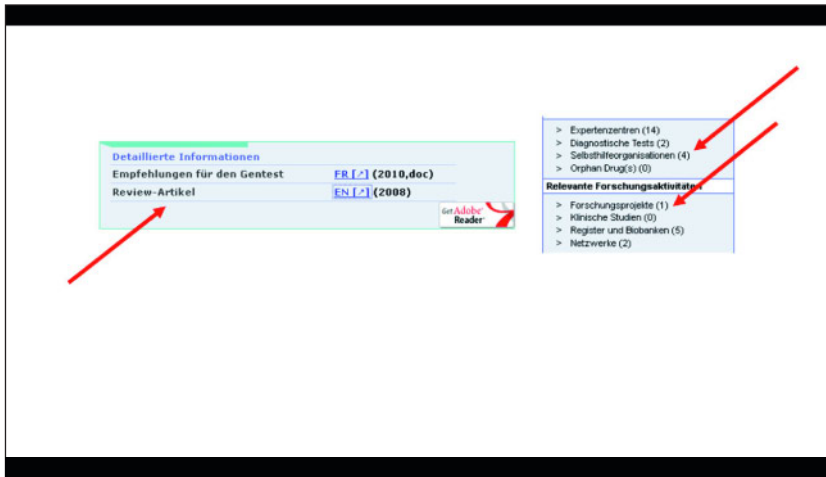 Detaillierte Informationen
Empfehlungen für den Gentest FR [↗] (2010,doc)
Review-Artikel EN [↗] (2008)
Get Adobe® Reader®
> Expertenzentren (14)
> Diagnostische Tests (2)
> Selbsthilfeorganisationen (4)
> Orphan Drug(s) (0)
Relevante Forschungsaktivitäten
> Forschungsprojekte (1)
> Klinische Studien (0)
> Register und Biobanken (5)
> Netzwerke (2)